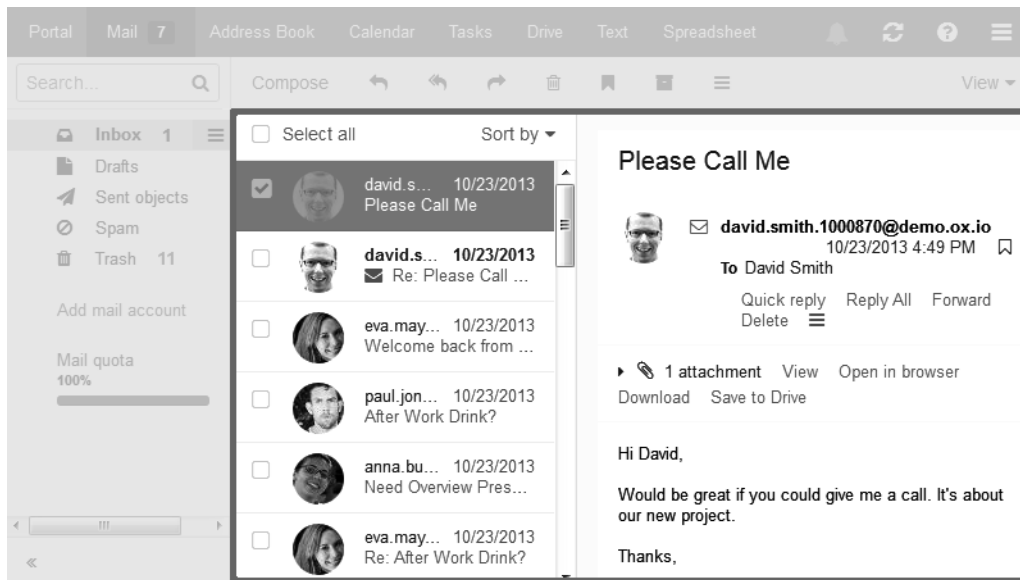 Portal Mail 7 Address Book Calendar Tasks Drive Text Spreadsheet
Search...
Compose
View
Inbox 1
Drafts
Sent objects
Spam
Trash 11
Add mail account
Mail quota
100%
Select all Sort by
david.s... 10/23/2013
Please Call Me
david.s... 10/23/2013
Re: Please Call ...
eva.may... 10/23/2013
Welcome back from ...
paul.jon... 10/23/2013
After Work Drink?
anna.bu... 10/23/2013
Need Overview Pres...
eva.may... 10/23/2013
Re: After Work Drink?
Please Call Me
david.smith.1000870@demo.ox.io
10/23/2013 4:49 PM
To David Smith
Quick reply Reply All Forward
Delete
1 attachment View Open in browser
Download Save to Drive
Hi David,
Would be great if you could give me a call. It's about
our new project.
Thanks,